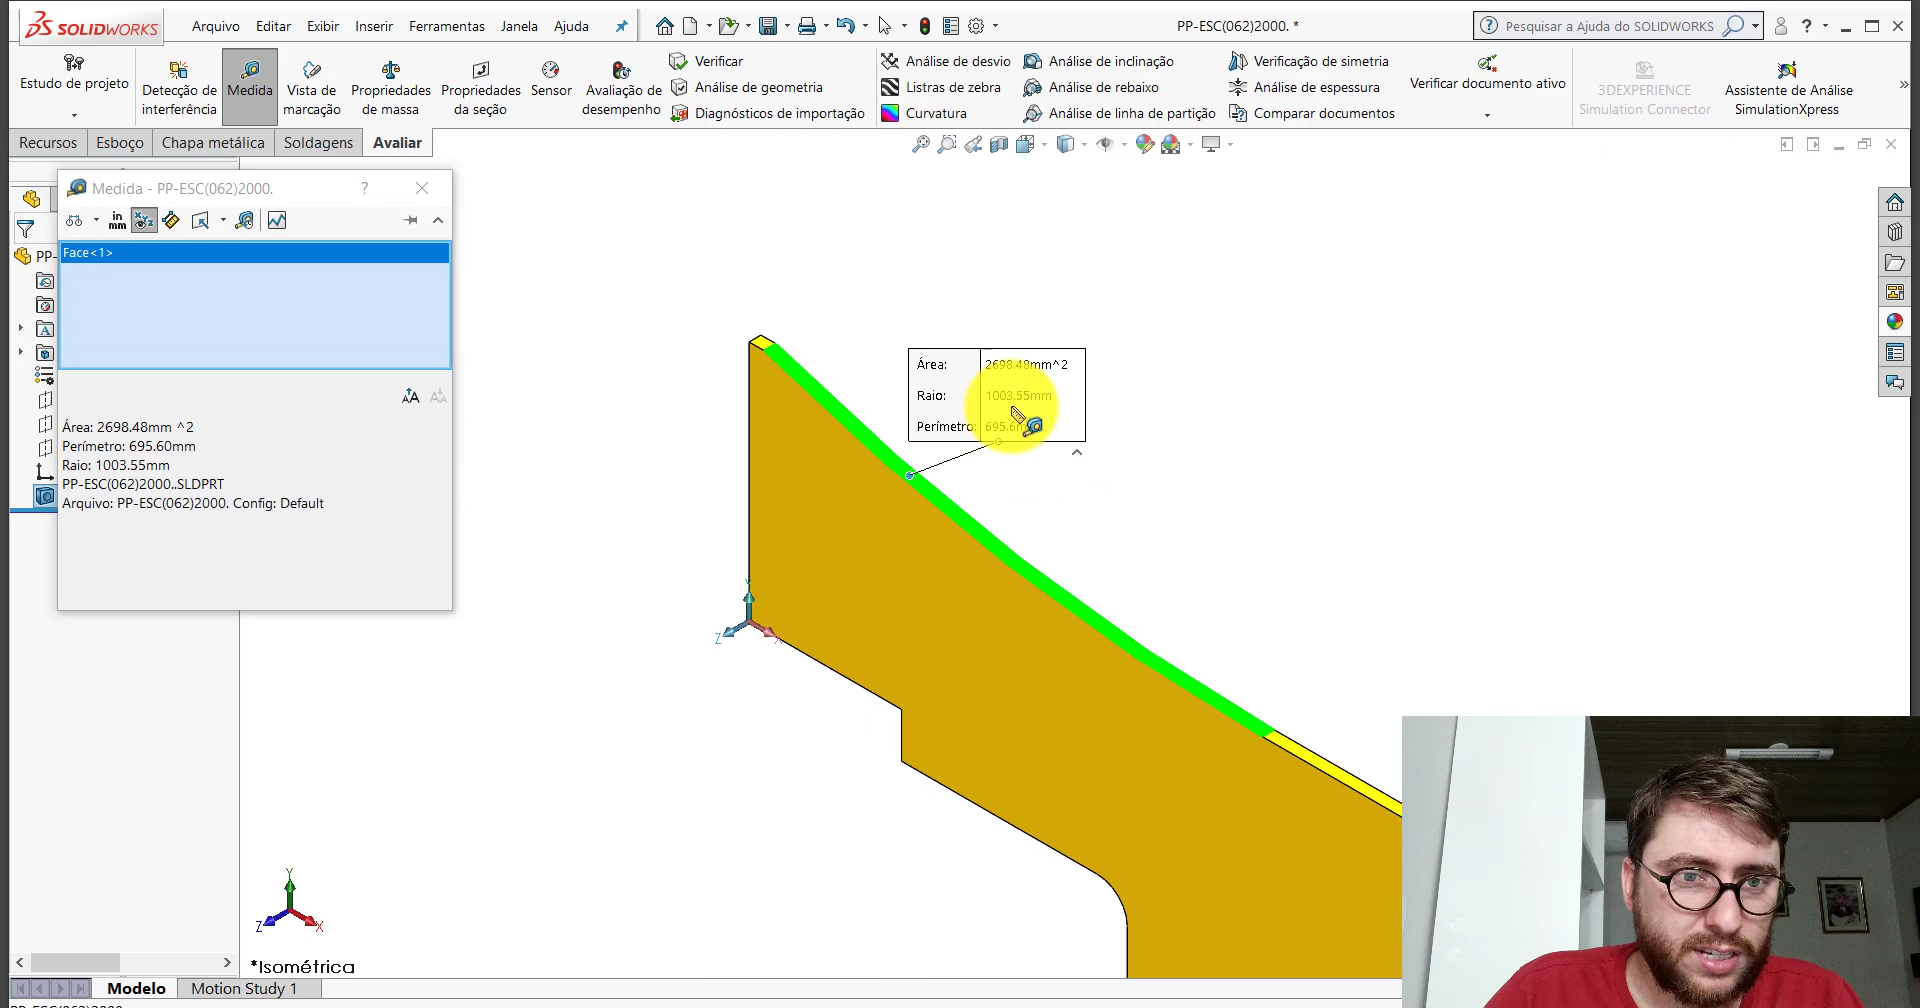 SOLIDWORKS
Arquivo Editar Exibir Inserir Ferramentas Janela Ajuda
PP-ESC(062)2000. *
Pesquisar a Ajuda do SOLIDWORKS
Estudo de projeto
Detecção de interferência
Medida
Vista de marcação
Propriedades de massa
Propriedades da seção
Sensor
Avaliação de desempenho
Verificar
Análise de geometria
Diagnósticos de importação
Análise de desvio
Listras de zebra
Curvatura
Análise de inclinação
Análise de rebaixo
Análise de linha de partição
Verificação de simetria
Análise de espessura
Comparar documentos
Verificar documento ativo
3DEXPERIENCE
Simulation Connector
Assistente de Análise
SimulationXpress
Recursos Esboço Chapa metálica Soldagens Avaliar
Medida - PP-ESC(062)2000.
in
mm
Face<1>
PP-
Área: 2698.48mm ^2
Perímetro: 695.60mm
Raio: 1003.55mm
PP-ESC(062)2000..SLDPRT
Arquivo: PP-ESC(062)2000. Config: Default
Área: 2698.48mm^2
Raio: 1003.55mm
Perímetro: 695.6
Y
Z
X
Y
Z
X
*Isométrica
Modelo Motion Study 1